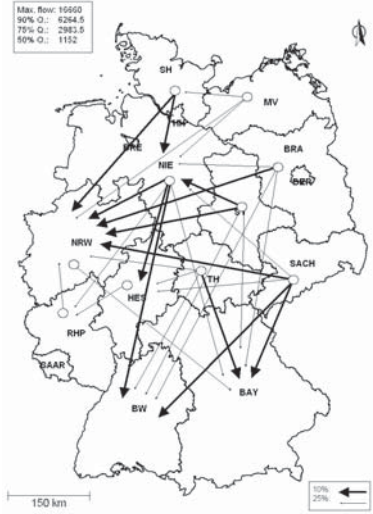 Max. flow: 16660
90% Q.: 6264.5
75% Q.: 2983.5
50% Q.: 1152
SH
MV
HH
BRE
BRA
NIE
BER
NRW
SACH
TH
HES
RHP
SAAR
BAY
BW
10%:
25%:
150 km